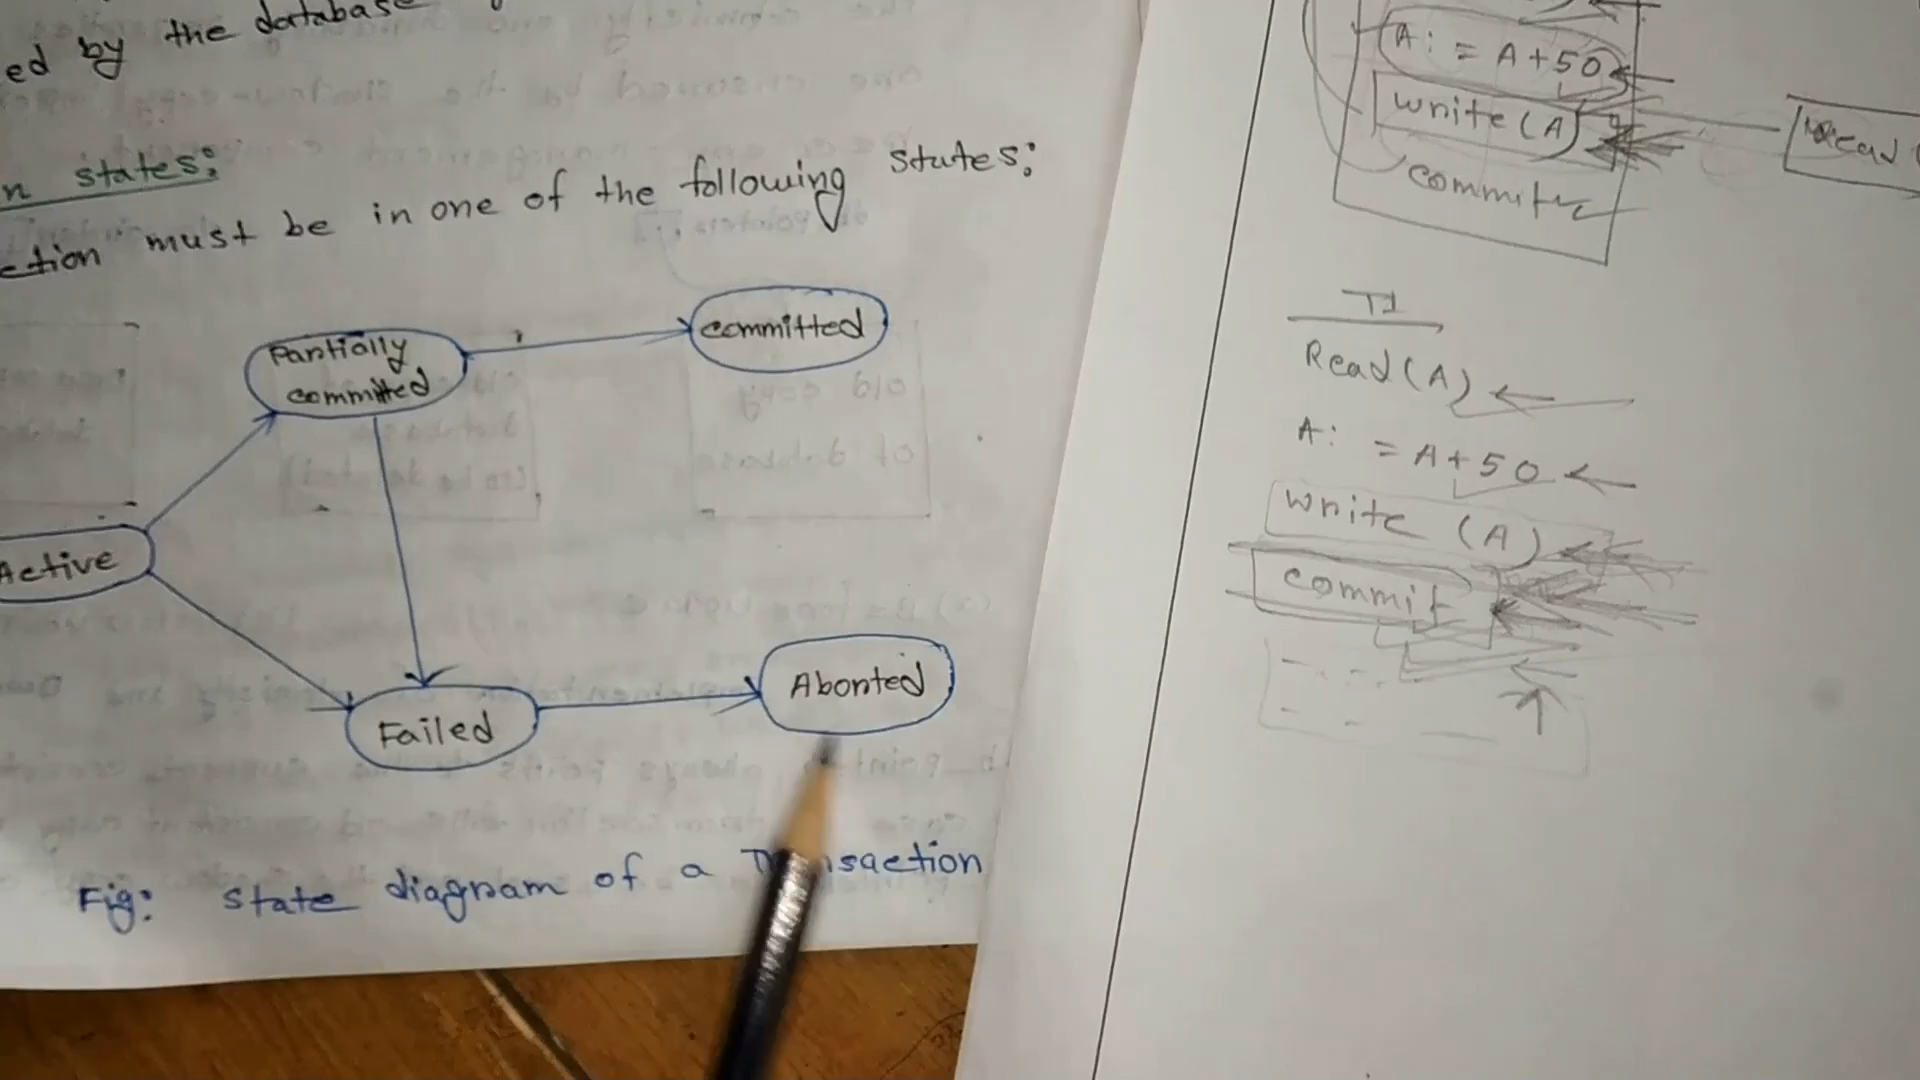 ed by the database
n states:
ction must be in one of the following states:
Partially
committed
committed
Active
Failed
Aborted
Fig: state diagram of a
A: = A+50
write (A)
commit
Read
T1
Read (A)
A: = A+50
write (A)
commit